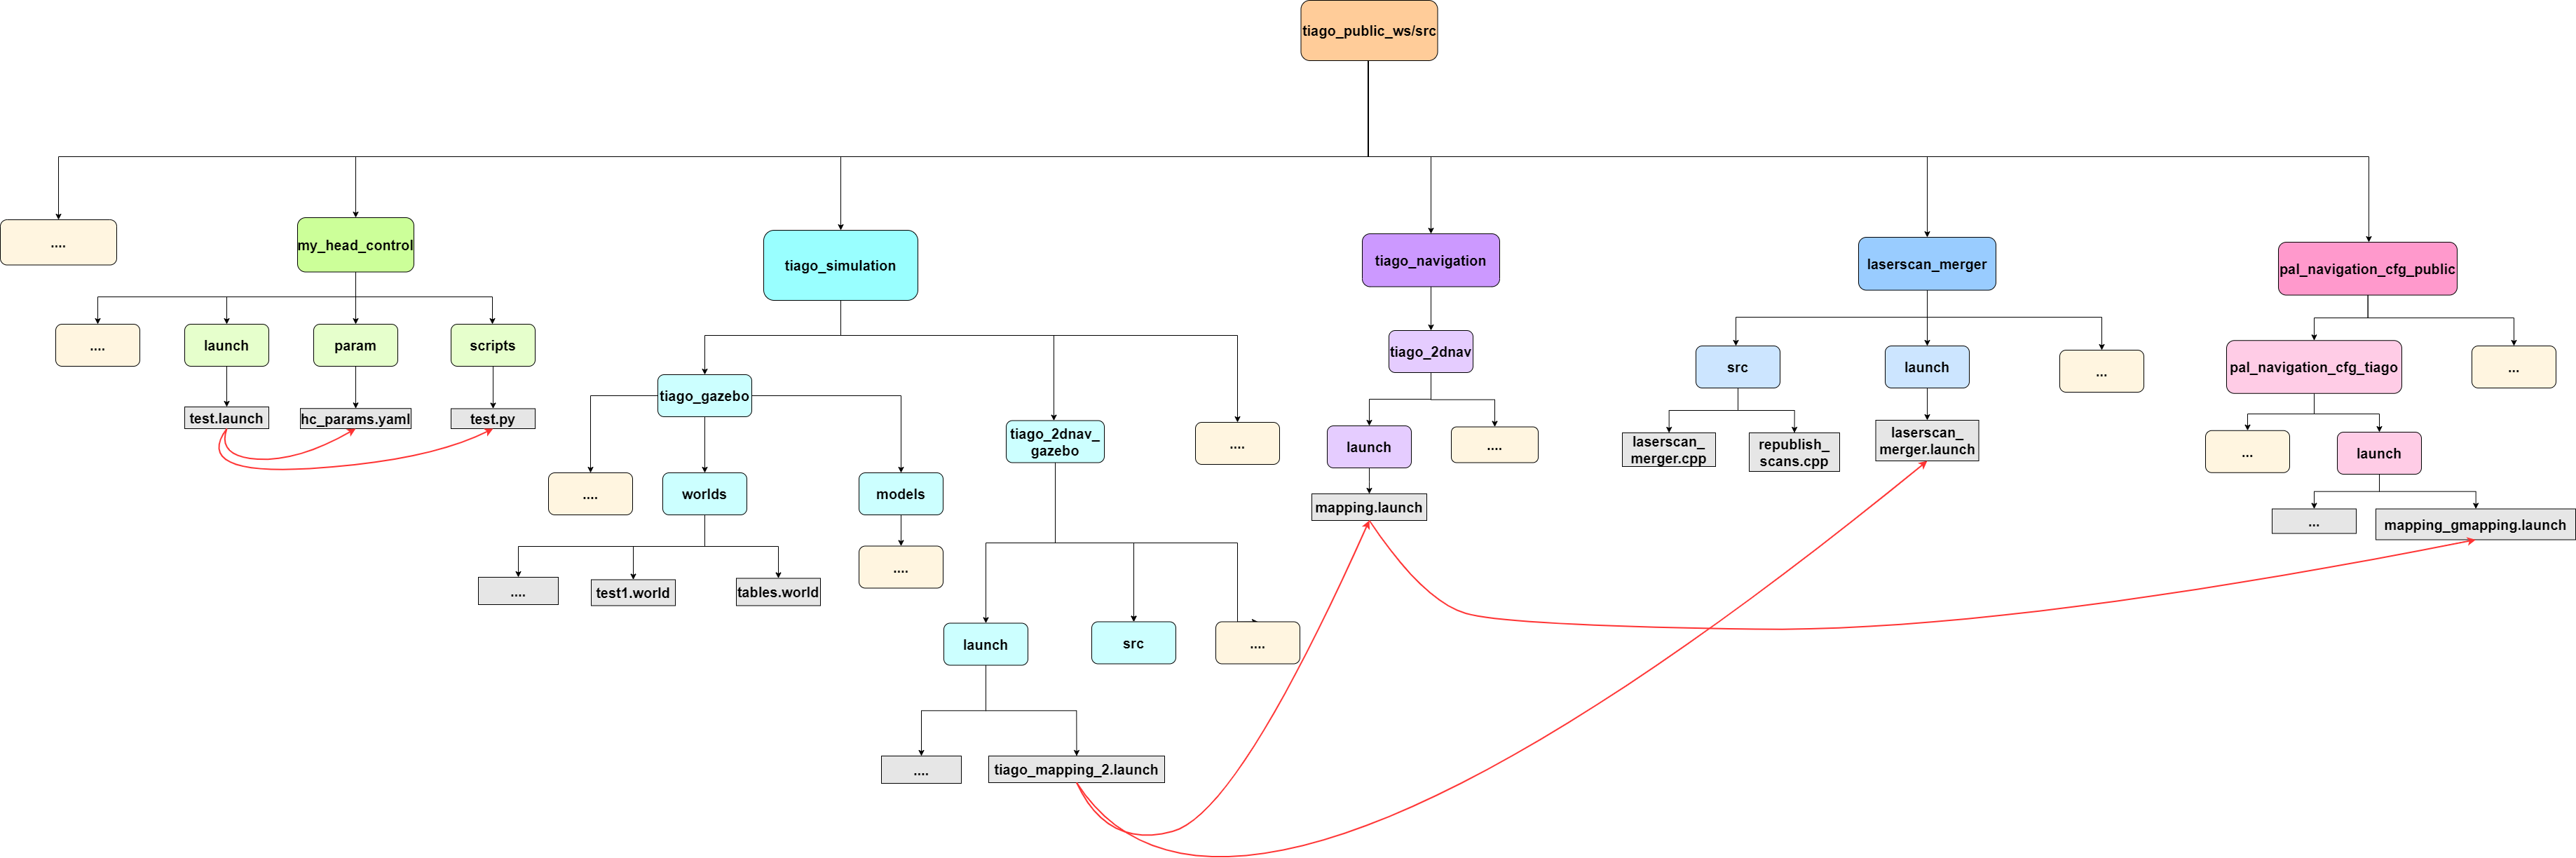 tiago_public_ws/src
....
my_head_control
tiago_simulation
tiago_navigation
laserscan_merger
pal_navigation_cfg_public
....
launch
param
scripts
tiago_2dnav
src
launch
...
pal_navigation_cfg_tiago
...
test.launch
hc_params.yaml
test.py
tiago_gazebo
tiago_2dnav_
gazebo
....
launch
....
laserscan_
merger.cpp
republish_
scans.cpp
laserscan_
merger.launch
...
launch
....
worlds
models
mapping.launch
...
mapping_gmapping.launch
....
test1.world
tables.world
....
launch
src
....
....
tiago_mapping_2.launch